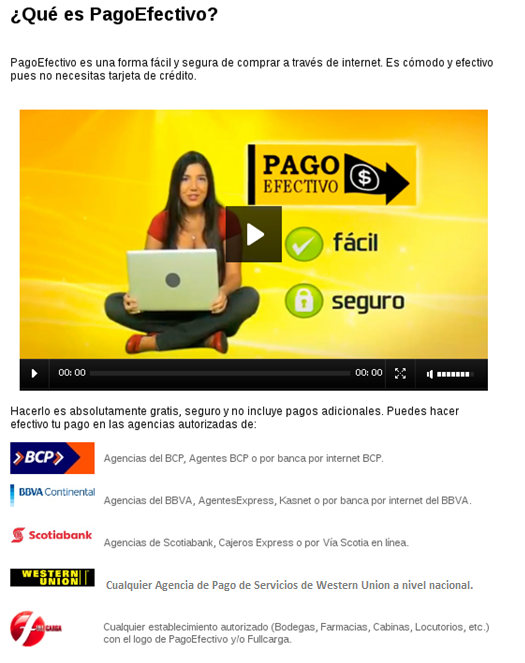 ¿Qué es PagoEfectivo?
PagoEfectivo es una forma fácil y segura de comprar a través de internet. Es cómodo y efectivo
pues no necesitas tarjeta de crédito.
PAGO
EFECTIVO
$
fácil
seguro
00:00
00:00
Hacerlo es absolutamente gratis, seguro y no incluye pagos adicionales. Puedes hacer
efectivo tu pago en las agencias autorizadas de:
BCP
Agencias del BCP, Agentes BCP o por banca por internet BCP.
BBVA Continental
Agencias del BBVA, AgentesExpress, Kasnet o por banca por internet del BBVA.
Scotiabank
Agencias de Scotiabank, Cajeros Express o por Vía Scotia en línea.
WESTERN
UNION
Cualquier Agencia de Pago de Servicios de Western Union a nivel nacional.
FULLCARGA
Cualquier establecimiento autorizado (Bodegas, Farmacias, Cabinas, Locutorios, etc.)
con el logo de PagoEfectivo y/o Fullcarga.